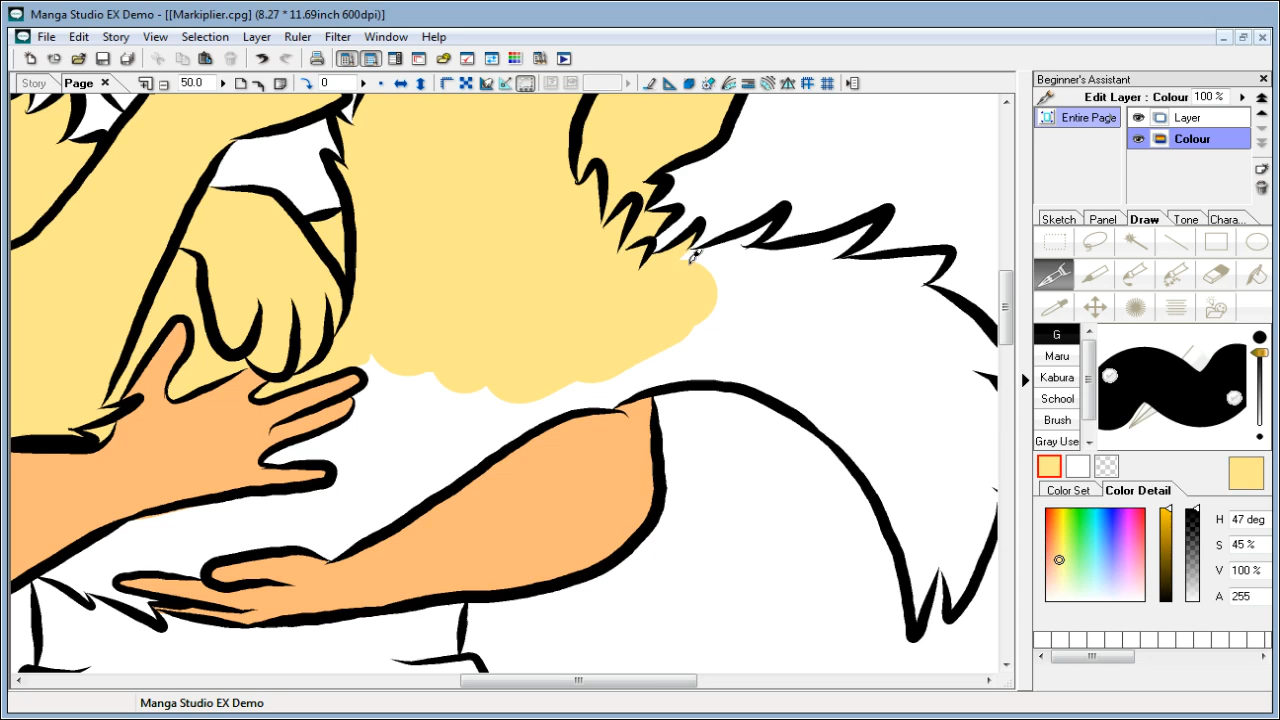 Manga Studio EX Demo - [[Markiplier.cpg] (8.27 * 11.69inch 600dpi)]
File Edit Story View Selection Layer Ruler Filter Window Help
Story Page 50.0 0
Beginner's Assistant
Edit Layer : Colour 100 %
Entire Page
Layer
Colour
Sketch Panel Draw Tone Chara...
G
Maru
Kabura
School
Brush
Gray Use
Color Set Color Detail
H 47 deg
S 45 %
V 100 %
A 255
Manga Studio EX Demo